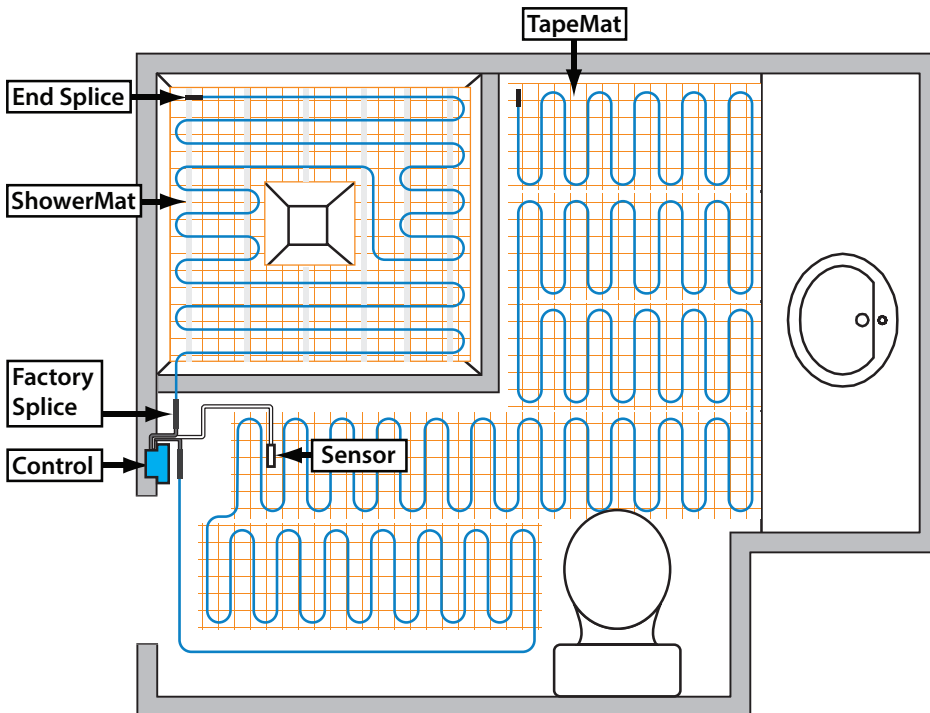 TapeMat
End Splice
ShowerMat
Factory
Splice
Control
Sensor